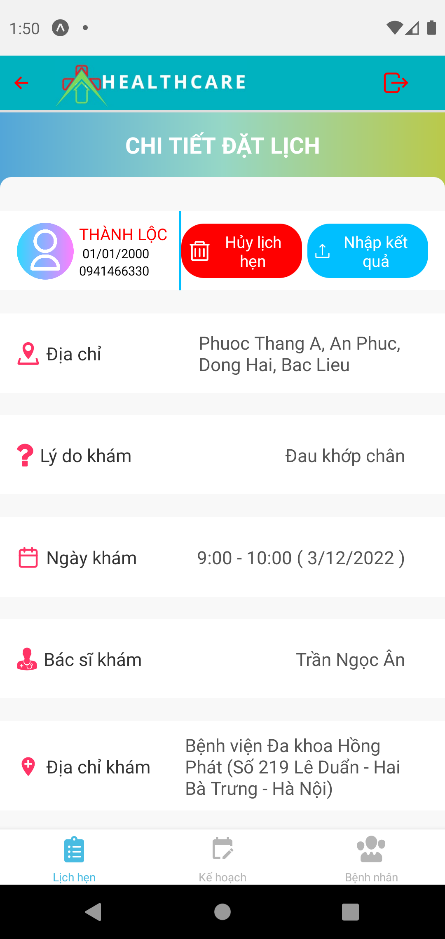 1:50
HEALTHCARE
CHI TIẾT ĐẶT LỊCH
THÀNH LỘC
01/01/2000
0941466330
Hủy lịch
hẹn
Nhập kết
quả
Địa chỉ
Phuoc Thang A, An Phuc,
Dong Hai, Bac Lieu
Lý do khám
Đau khớp chân
Ngày khám
9:00 - 10:00 ( 3/12/2022 )
Bác sĩ khám
Trần Ngọc Ân
Địa chỉ khám
Bệnh viện Đa khoa Hồng
Phát (Số 219 Lê Duẩn - Hai
Bà Trưng - Hà Nội)
Lịch hẹn
Kế hoạch
Bệnh nhân